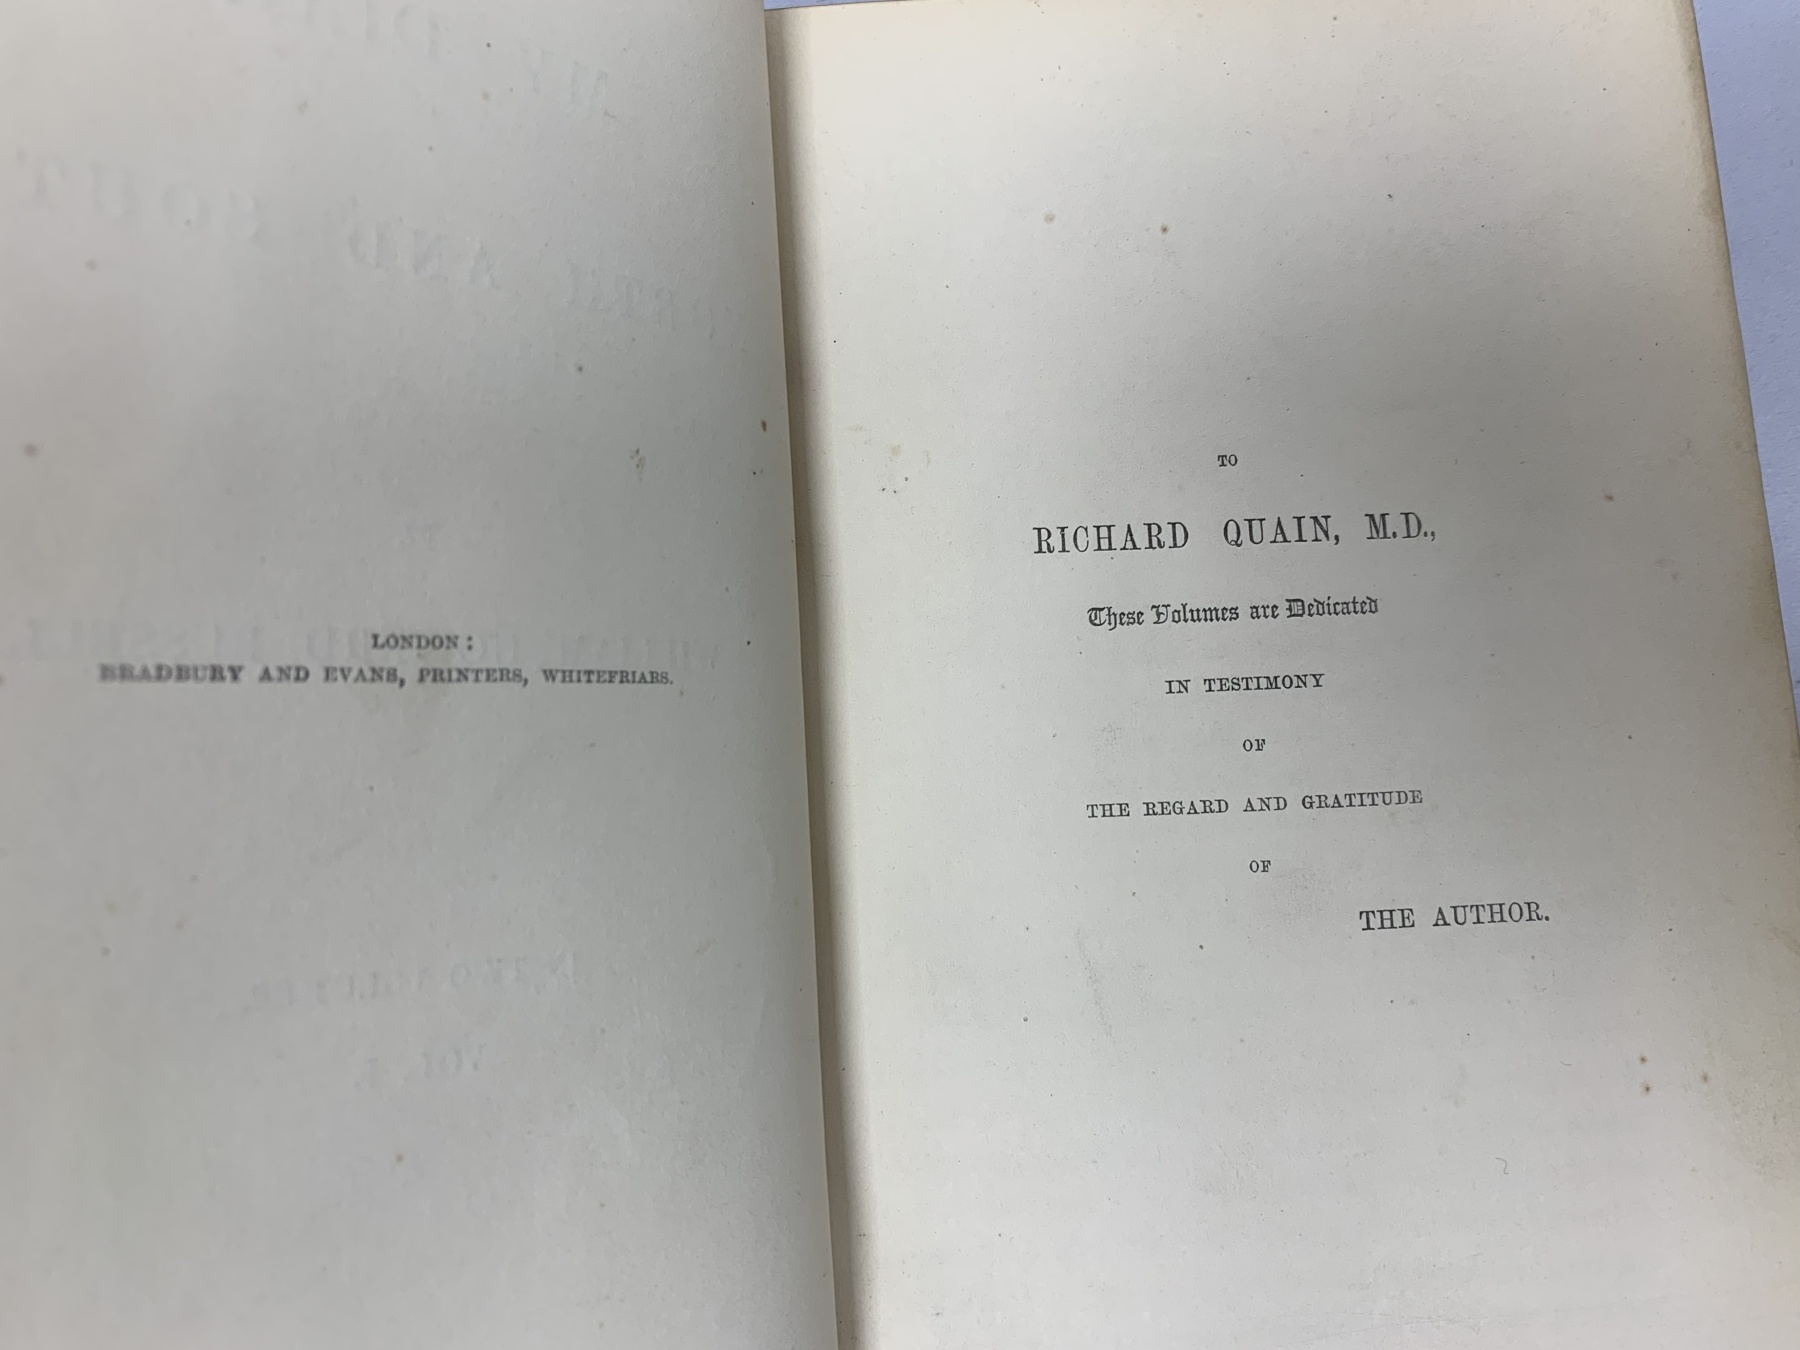 LONDON:
BRADBURY AND EVANS, PRINTERS, WHITEFRIARS.
TO
RICHARD QUAIN, M.D.,
These Volumes are Dedicated
IN TESTIMONY
OF
THE REGARD AND GRATITUDE
OF
THE AUTHOR.